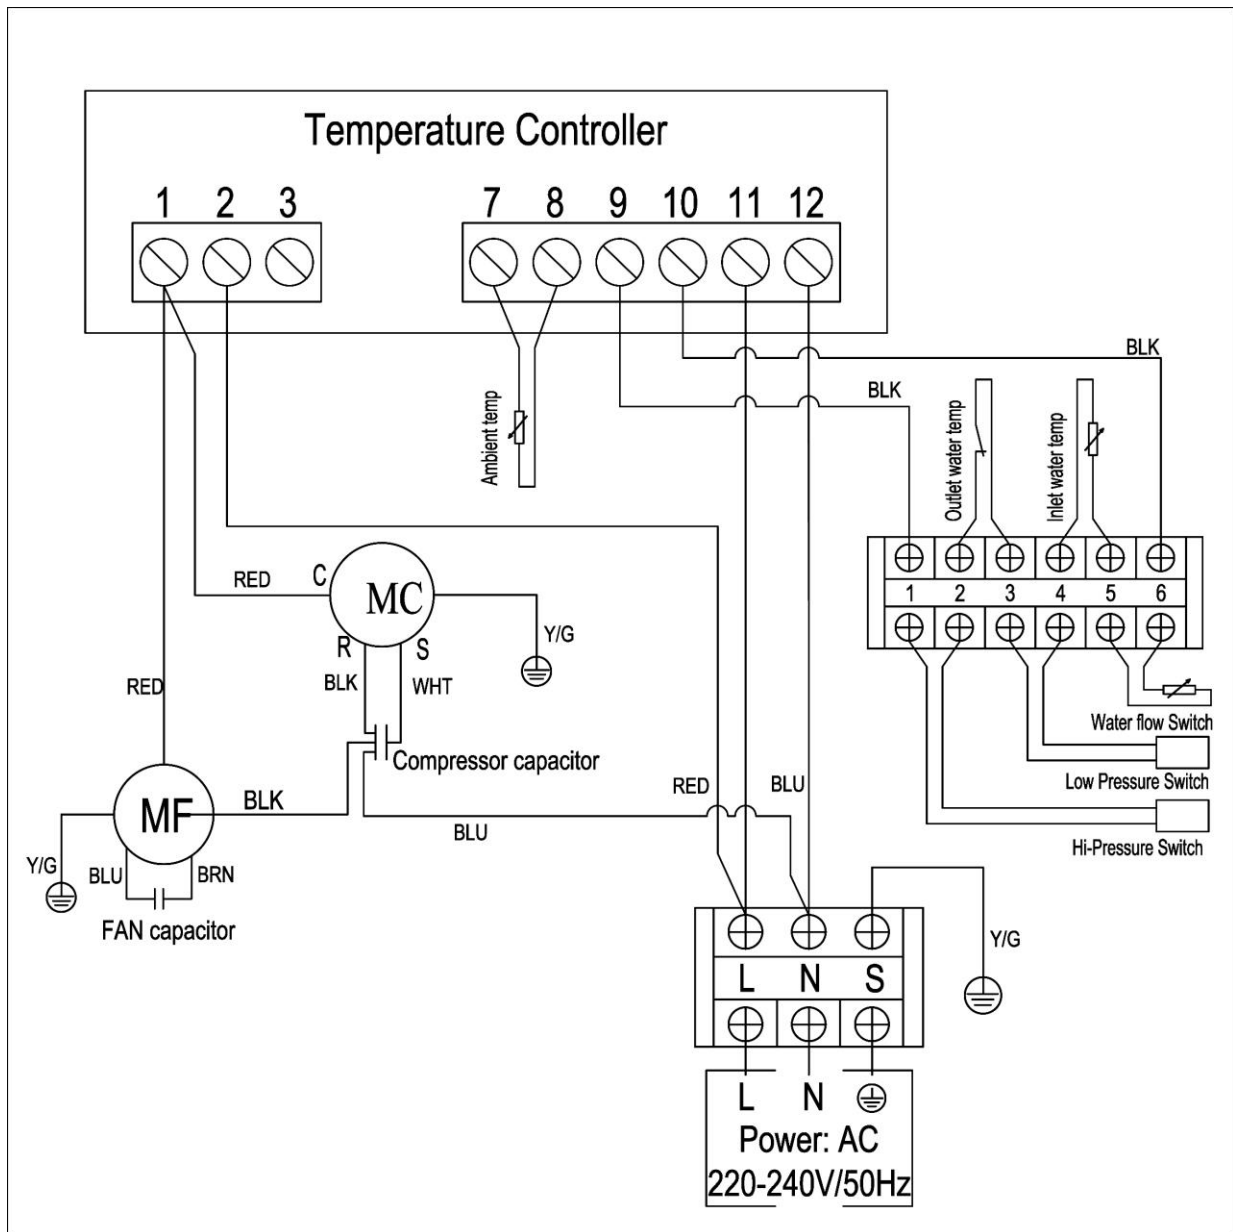 Temperature Controller
1 2 3 7 8 9 10 11 12
BLK
BLK
Ambient temp
Outlet water temp
Inlet water temp
RED
C
MC
R
S
Y/G
1 2 3 4 5 6
BLK
WHT
RED
Compressor capacitor
Water flow Switch
Low Pressure Switch
Hi-Pressure Switch
MF
BLK
BLU
RED
BLU
Y/G
BLU
BRN
FAN capacitor
Y/G
L N S
L N
Power: AC
220-240V/50Hz